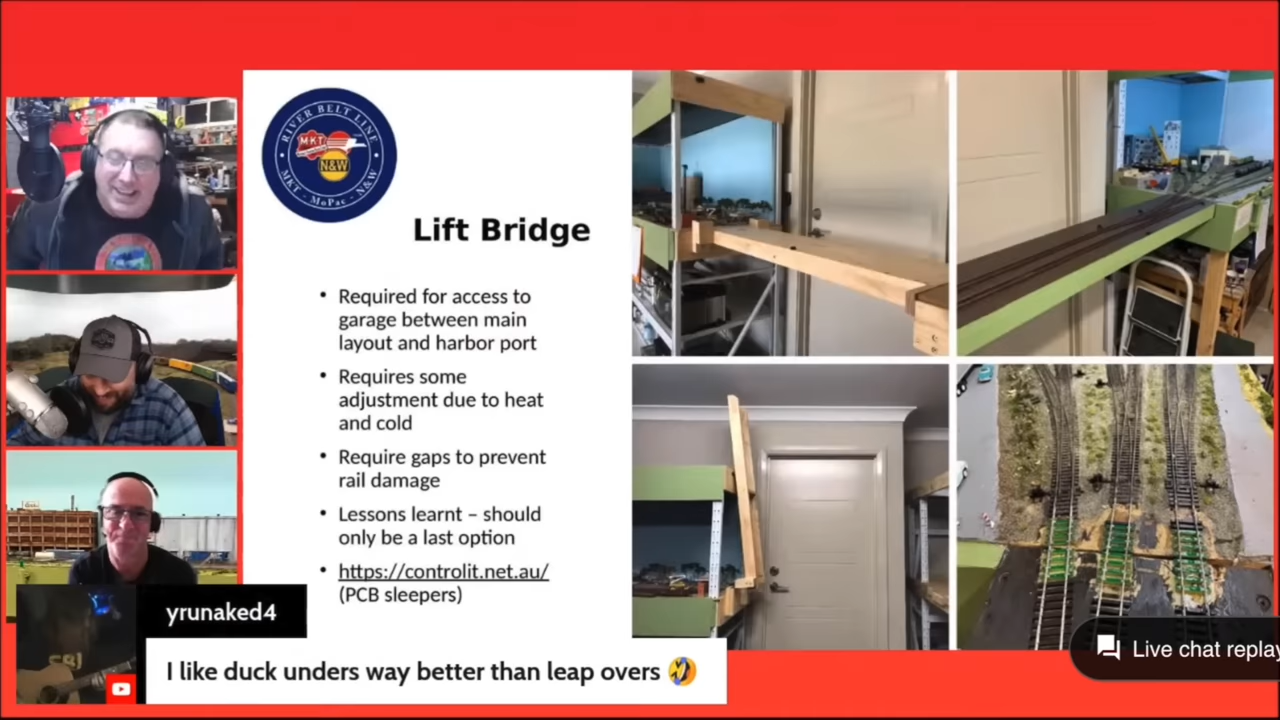 RIVER BELT LINE
MKT
N&W
MKT - MoPac - N&W
Lift Bridge
• Required for access to
garage between main
layout and harbor port
• Requires some
adjustment due to heat
and cold
• Require gaps to prevent
rail damage
• Lessons learnt – should
only be a last option
• https://controlit.net.au/
(PCB sleepers)
yrunaked4
I like duck unders way better than leap overs 🤣
Live chat replay